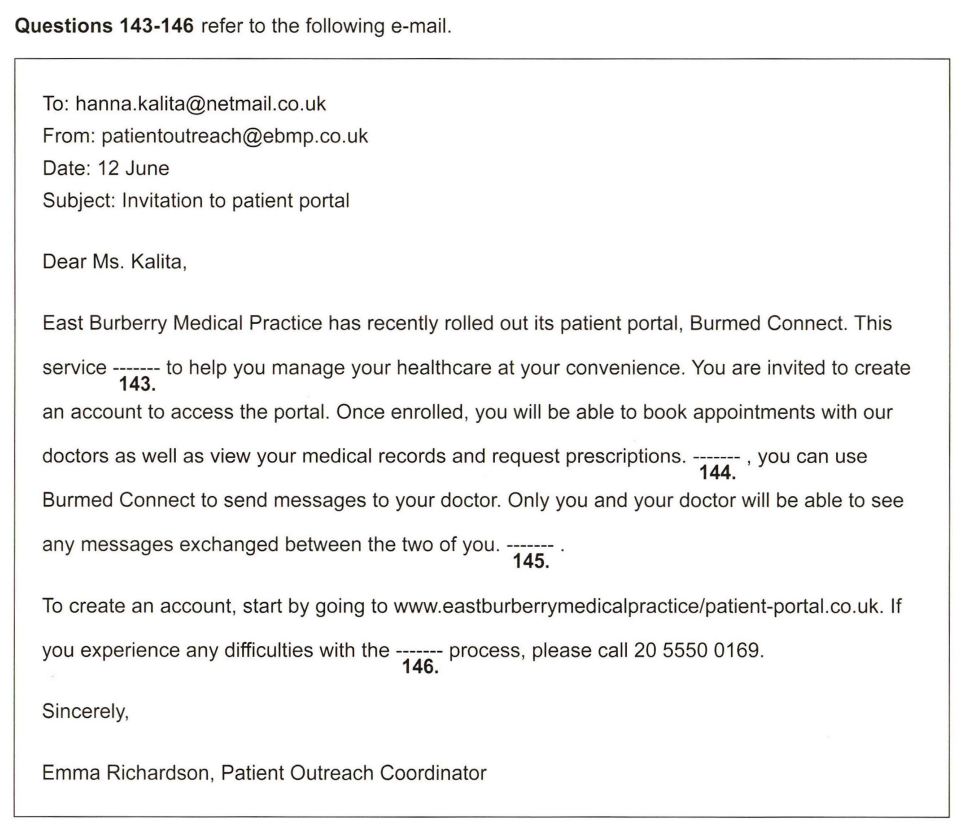 Questions 143-146 refer to the following e-mail.
To: hanna.kalita@netmail.co.uk
From: patientoutreach@ebmp.co.uk
Date: 12 June
Subject: Invitation to patient portal
Dear Ms. Kalita,
East Burberry Medical Practice has recently rolled out its patient portal, Burmed Connect. This
service ------- to help you manage your healthcare at your convenience. You are invited to create
143.
an account to access the portal. Once enrolled, you will be able to book appointments with our
doctors as well as view your medical records and request prescriptions. ------- , you can use
144.
Burmed Connect to send messages to your doctor. Only you and your doctor will be able to see
any messages exchanged between the two of you. ------- .
145.
To create an account, start by going to www.eastburberrymedicalpractice/patient-portal.co.uk. If
you experience any difficulties with the ------- process, please call 20 5550 0169.
146.
Sincerely,
Emma Richardson, Patient Outreach Coordinator